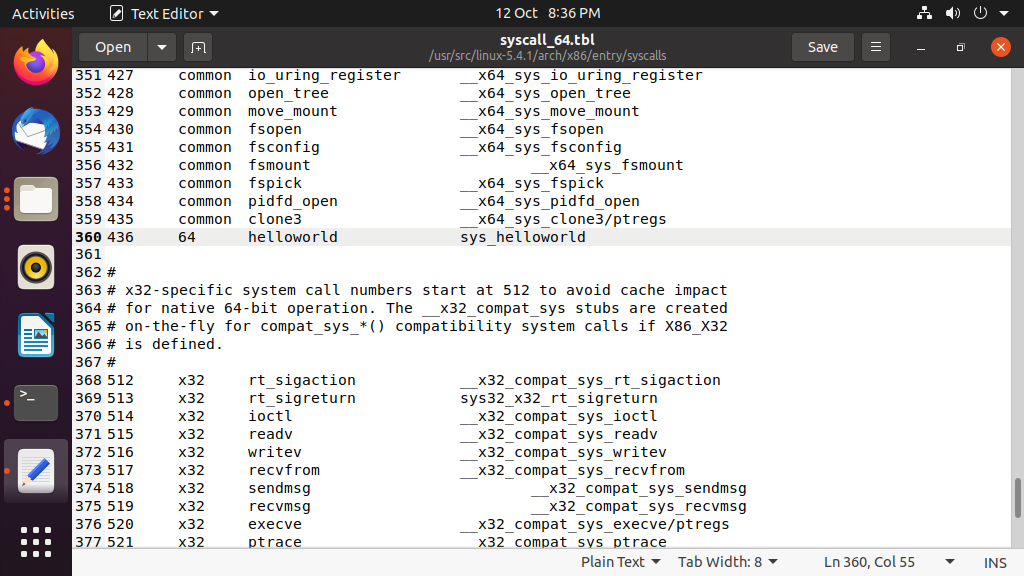 Activities Text Editor 12 Oct 8:36 PM
Open syscall_64.tbl Save
/usr/src/linux-5.4.1/arch/x86/entry/syscalls
351 427 common io_uring_register __x64_sys_io_uring_register
352 428 common open_tree __x64_sys_open_tree
353 429 common move_mount __x64_sys_move_mount
354 430 common fsopen __x64_sys_fsopen
355 431 common fsconfig __x64_sys_fsconfig
356 432 common fsmount __x64_sys_fsmount
357 433 common fspick __x64_sys_fspick
358 434 common pidfd_open __x64_sys_pidfd_open
359 435 common clone3 __x64_sys_clone3/ptregs
360 436 64 helloworld sys_helloworld
361
362 #
363 # x32-specific system call numbers start at 512 to avoid cache impact
364 # for native 64-bit operation. The __x32_compat_sys stubs are created
365 # on-the-fly for compat_sys_*() compatibility system calls if X86_X32
366 # is defined.
367 #
368 512 x32 rt_sigaction __x32_compat_sys_rt_sigaction
369 513 x32 rt_sigreturn sys32_x32_rt_sigreturn
370 514 x32 ioctl __x32_compat_sys_ioctl
371 515 x32 readv __x32_compat_sys_readv
372 516 x32 writev __x32_compat_sys_writev
373 517 x32 recvfrom __x32_compat_sys_recvfrom
374 518 x32 sendmsg __x32_compat_sys_sendmsg
375 519 x32 recvmsg __x32_compat_sys_recvmsg
376 520 x32 execve __x32_compat_sys_execve/ptregs
377 521 x32 ptrace __x32_compat_sys_ptrace
Plain Text Tab Width: 8 Ln 360, Col 55 INS